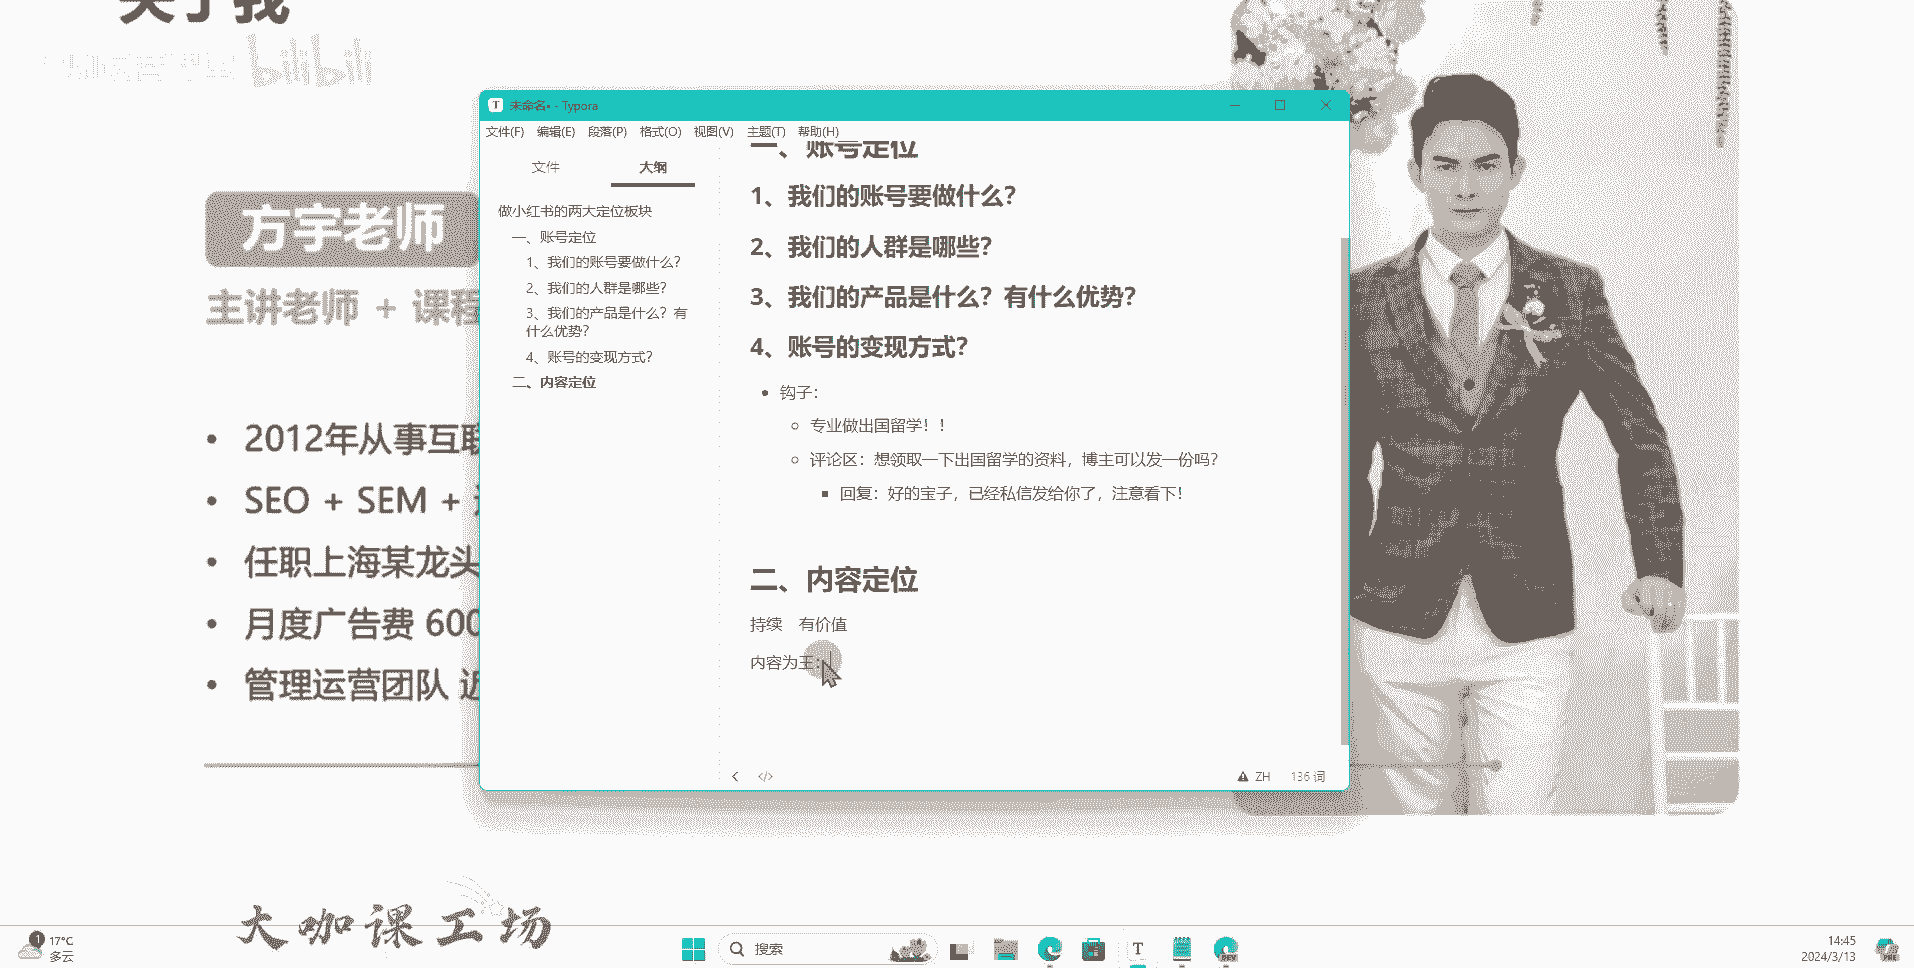 关于我
bilibili
方宇老师
主讲老师 + 课程
2012年从事互联
SEO + SEM +
任职上海某龙头
月度广告费 600
管理运营团队 近
大咖课工场
未命名• - Typora
文件(F) 编辑(E) 段落(P) 格式(O) 视图(V) 主题(T) 帮助(H)
文件 大纲
做小红书的两大定位板块
一、账号定位
1、我们的账号要做什么？
2、我们的人群是哪些？
3、我们的产品是什么？有
什么优势？
4、账号的变现方式？
二、内容定位
一、账号定位
1、我们的账号要做什么？
2、我们的人群是哪些？
3、我们的产品是什么？有什么优势？
4、账号的变现方式？
钩子：
专业做出国留学！！
评论区：想领取一下出国留学的资料，博主可以发一份吗？
回复：好的宝子，已经私信发给你了，注意看下！
二、内容定位
持续 有价值
内容为王：
ZH 136 词
1 17°C
多云
搜索
T
DEV
14:45
2024/3/13
PRE